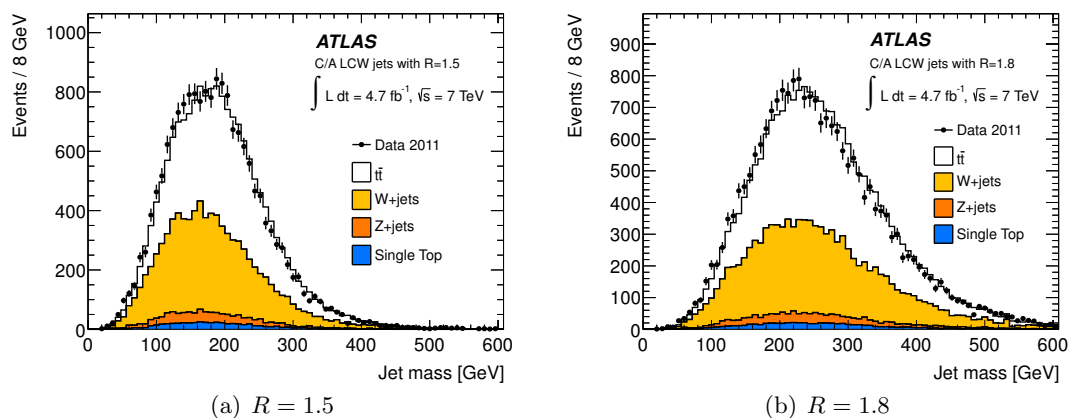 Events / 8 GeV
1000
800
600
400
200
0
ATLAS
C/A LCW jets with R=1.5
∫ L dt = 4.7 fb⁻¹, √s = 7 TeV
Data 2011
tt̄
W+jets
Z+jets
Single Top
0 100 200 300 400 500 600
Jet mass [GeV]
(a) R = 1.5
Events / 8 GeV
900
800
700
600
500
400
300
200
100
0
ATLAS
C/A LCW jets with R=1.8
∫ L dt = 4.7 fb⁻¹, √s = 7 TeV
Data 2011
tt̄
W+jets
Z+jets
Single Top
0 100 200 300 400 500 600
Jet mass [GeV]
(b) R = 1.8